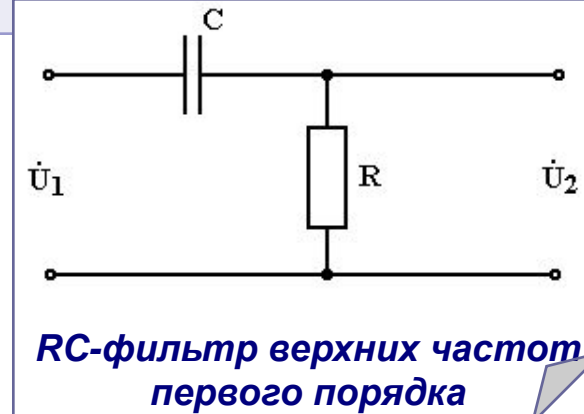 C
U̇1
R
U̇2
RC-фильтр верхних частот
первого порядка